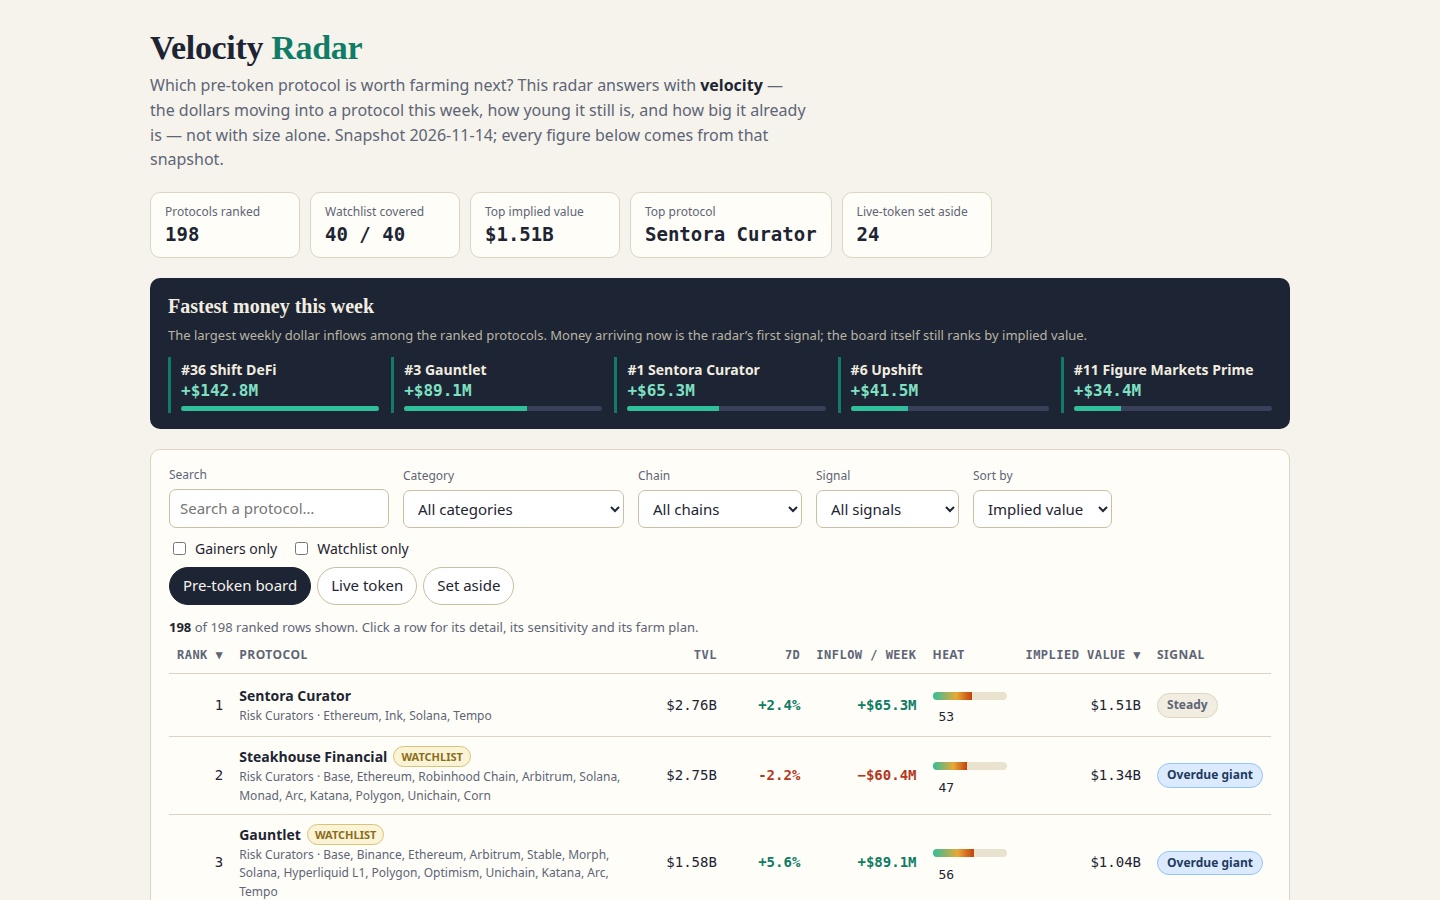 Velocity Radar
Which pre-token protocol is worth farming next? This radar answers with velocity —
the dollars moving into a protocol this week, how young it still is, and how big it already
is — not with size alone. Snapshot 2026-11-14; every figure below comes from that
snapshot.
Protocols ranked
198
Watchlist covered
40 / 40
Top implied value
$1.51B
Top protocol
Sentora Curator
Live-token set aside
24
Fastest money this week
The largest weekly dollar inflows among the ranked protocols. Money arriving now is the radar’s first signal; the board itself still ranks by implied value.
#36 Shift DeFi
+$142.8M
#3 Gauntlet
+$89.1M
#1 Sentora Curator
+$65.3M
#6 Upshift
+$41.5M
#11 Figure Markets Prime
+$34.4M
Search
Search a protocol...
Category
All categories
Chain
All chains
Signal
All signals
Sort by
Implied value
Gainers only
Watchlist only
Pre-token board
Live token
Set aside
198 of 198 ranked rows shown. Click a row for its detail, its sensitivity and its farm plan.
RANK ▼ PROTOCOL TVL 7D INFLOW / WEEK HEAT IMPLIED VALUE ▼ SIGNAL
1
Sentora Curator
Risk Curators · Ethereum, Ink, Solana, Tempo
$2.76B
+2.4%
+$65.3M
53
$1.51B
Steady
2
Steakhouse Financial WATCHLIST
Risk Curators · Base, Ethereum, Robinhood Chain, Arbitrum, Solana,
Monad, Arc, Katana, Polygon, Unichain, Corn
$2.75B
-2.2%
−$60.4M
47
$1.34B
Overdue giant
3
Gauntlet WATCHLIST
Risk Curators · Base, Binance, Ethereum, Arbitrum, Stable, Morph,
Solana, Hyperliquid L1, Polygon, Optimism, Unichain, Katana, Arc,
Tempo
$1.58B
+5.6%
+$89.1M
56
$1.04B
Overdue giant